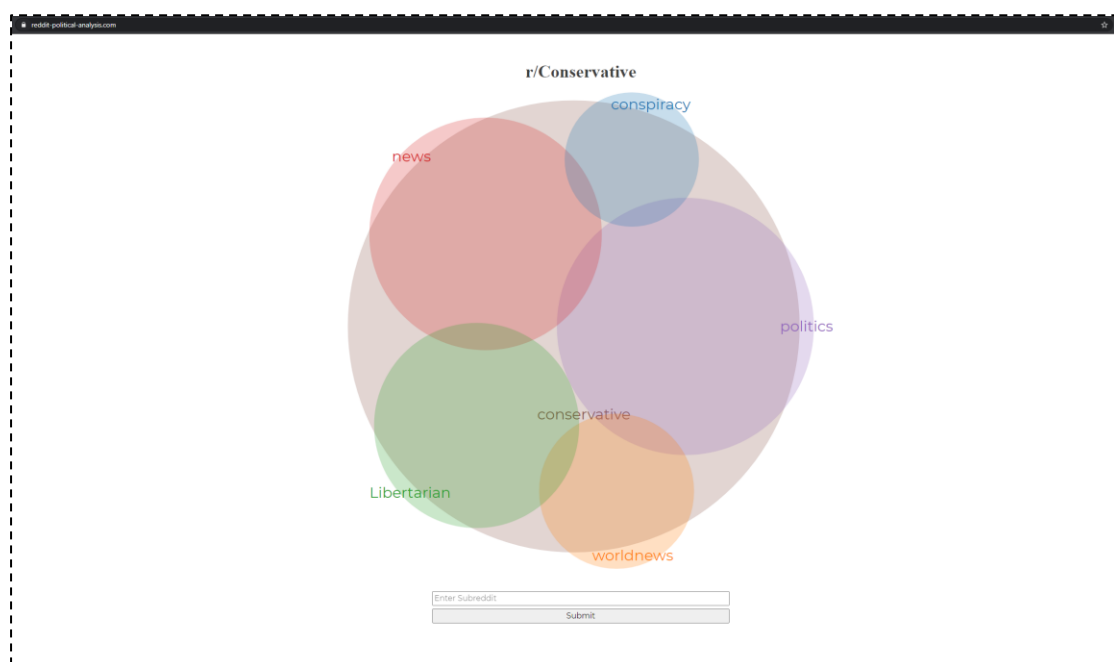 reddit-political-analysis.com
r/Conservative
conspiracy
news
politics
conservative
Libertarian
worldnews
Enter Subreddit
Submit